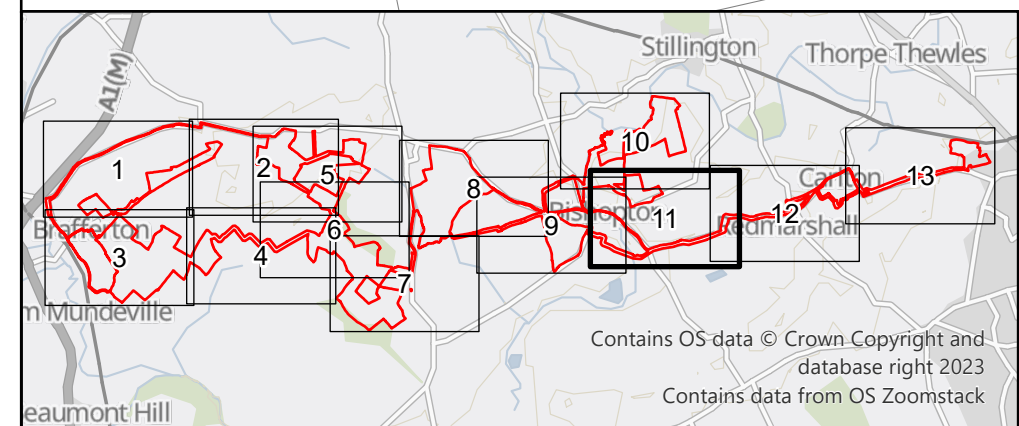 Stillington
Thorpe Thewles
A1(M)
10
1
2
5
8
Carlton
13
Bishopton
11
12
Redmarshall
9
Brafferton
6
3
4
7
m Mundeville
Contains OS data © Crown Copyright and
database right 2023
Contains data from OS Zoomstack
eaumont Hill